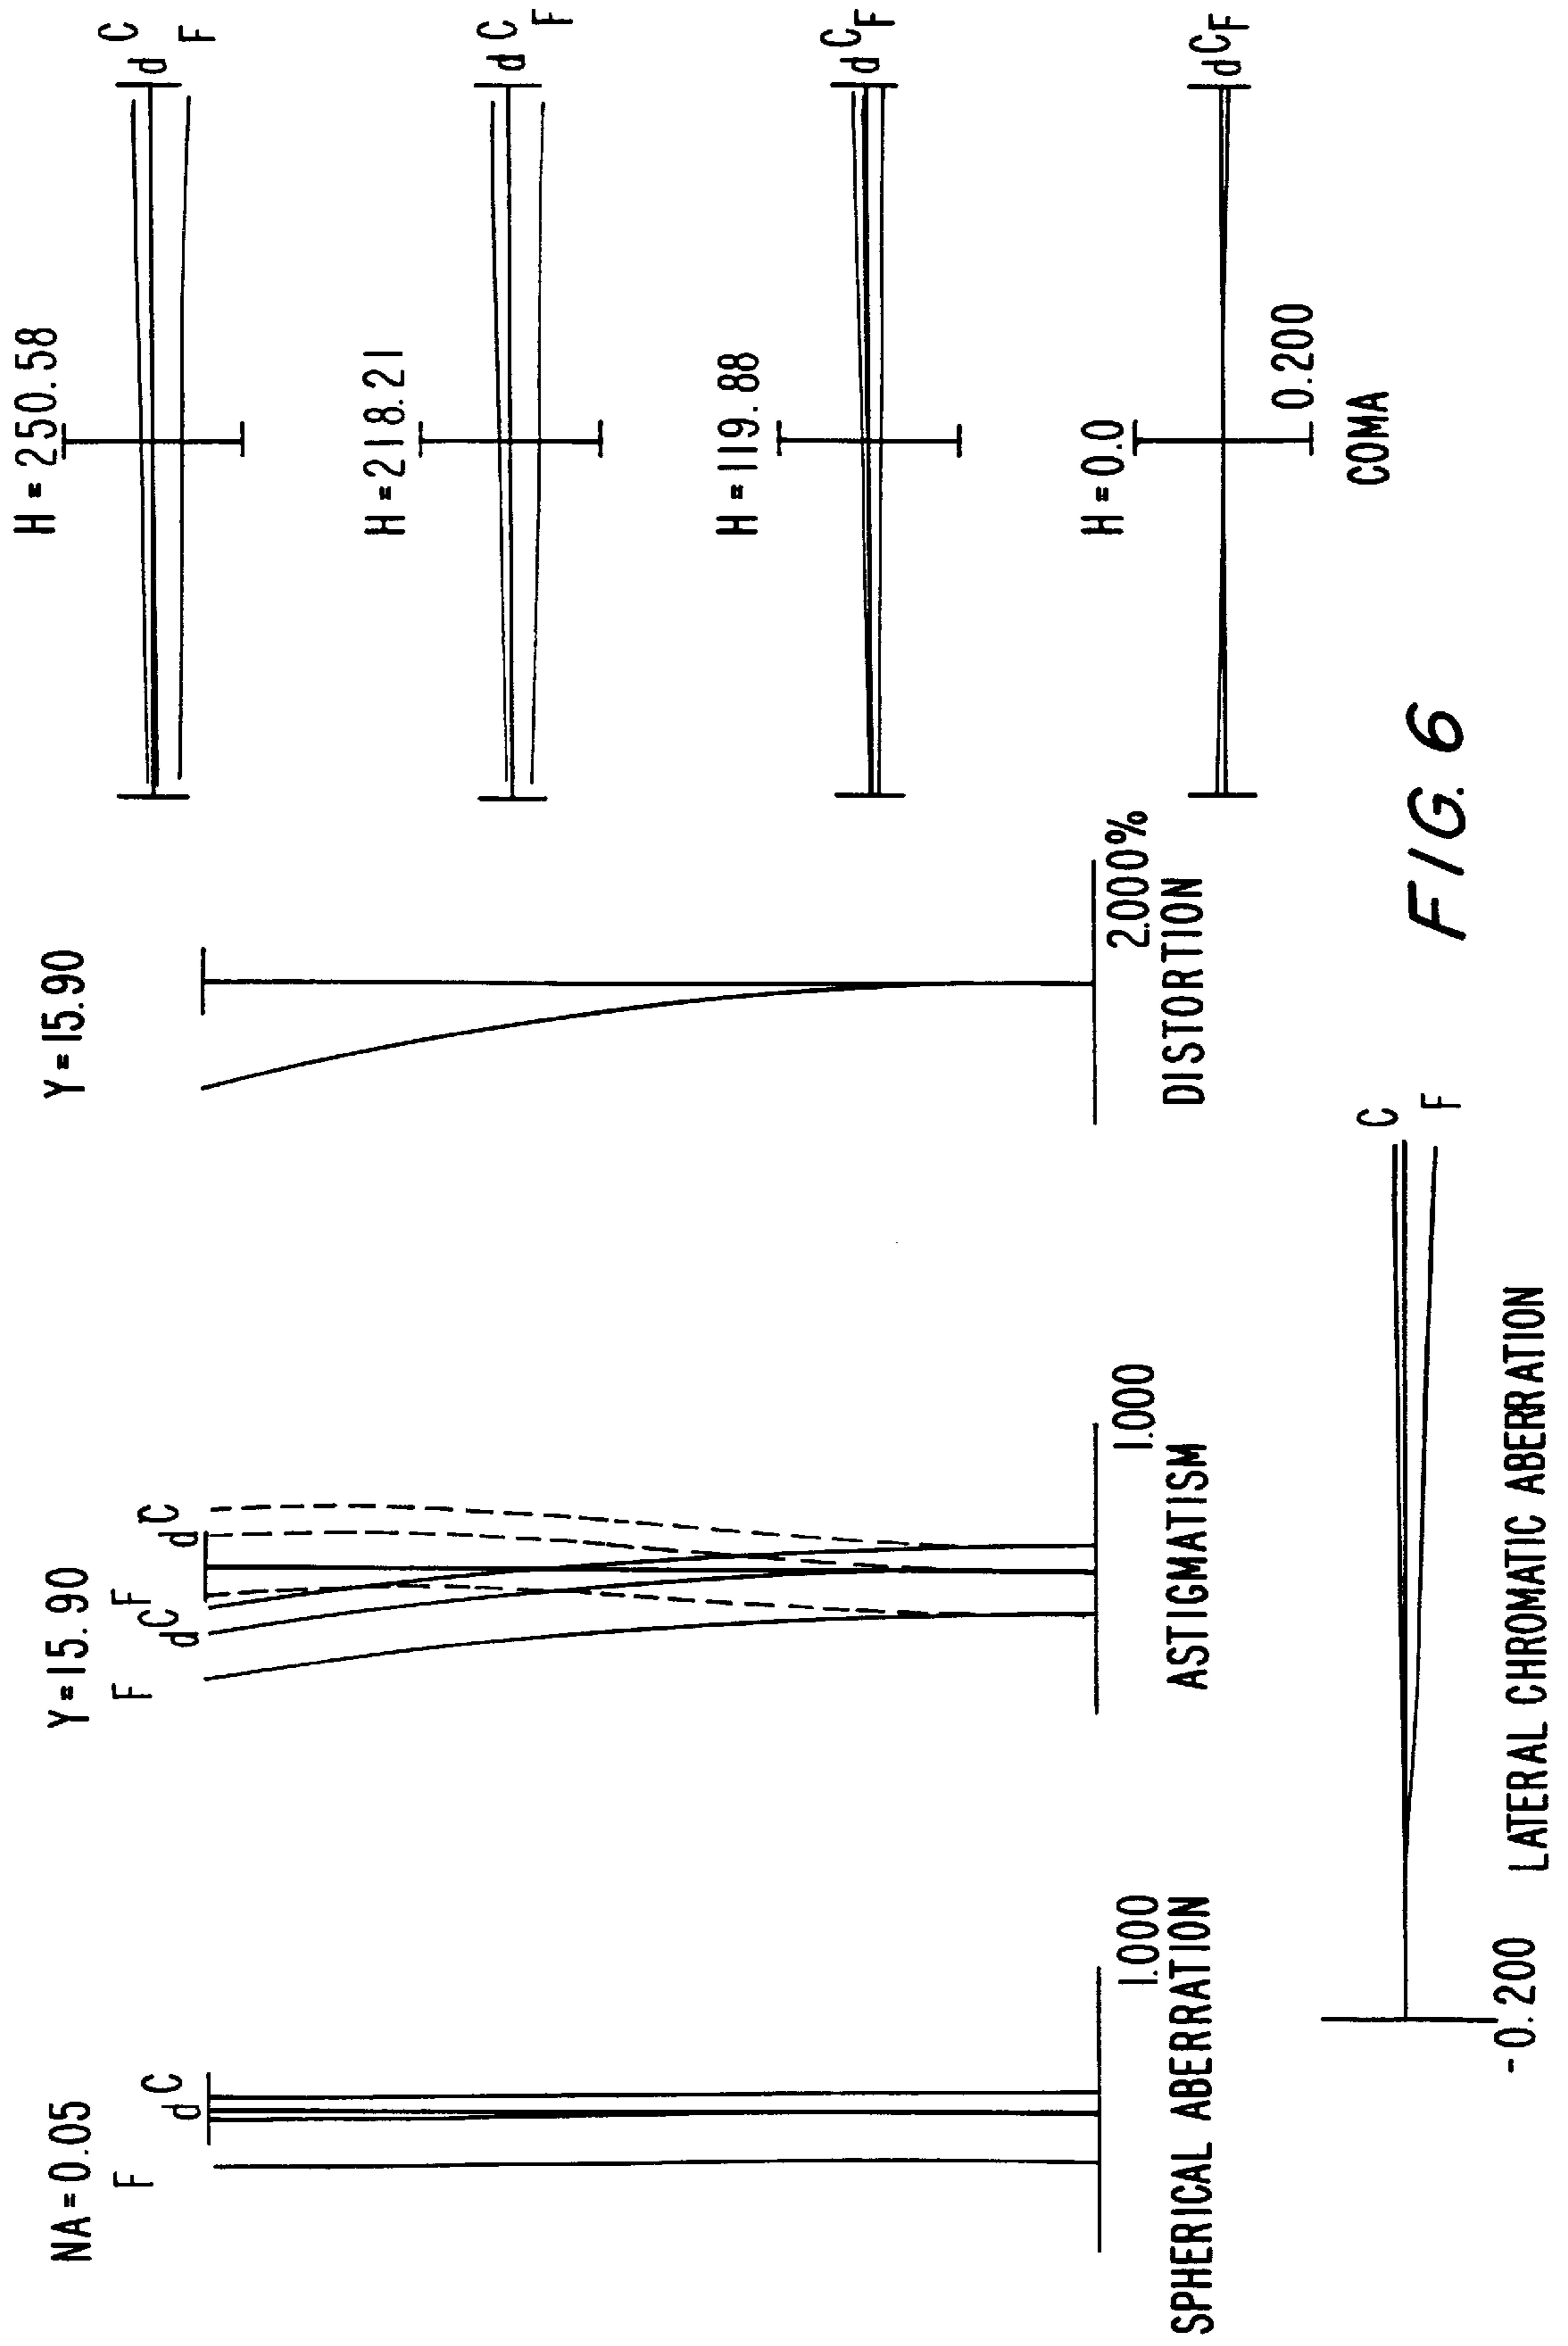 NA = 0.05
F
d
C
1.000
SPHERICAL ABERRATION
Y = 15.90
F
d
C
F
d
C
1.000
ASTIGMATISM
Y = 15.90
2.000%
DISTORTION
H = 250.58
d
C
F
H = 218.21
d
C
F
H = 119.88
d
C
F
H = 0.0
d
C
F
0.200
COMA
C
F
-0.200
LATERAL CHROMATIC ABERRATION
FIG. 6